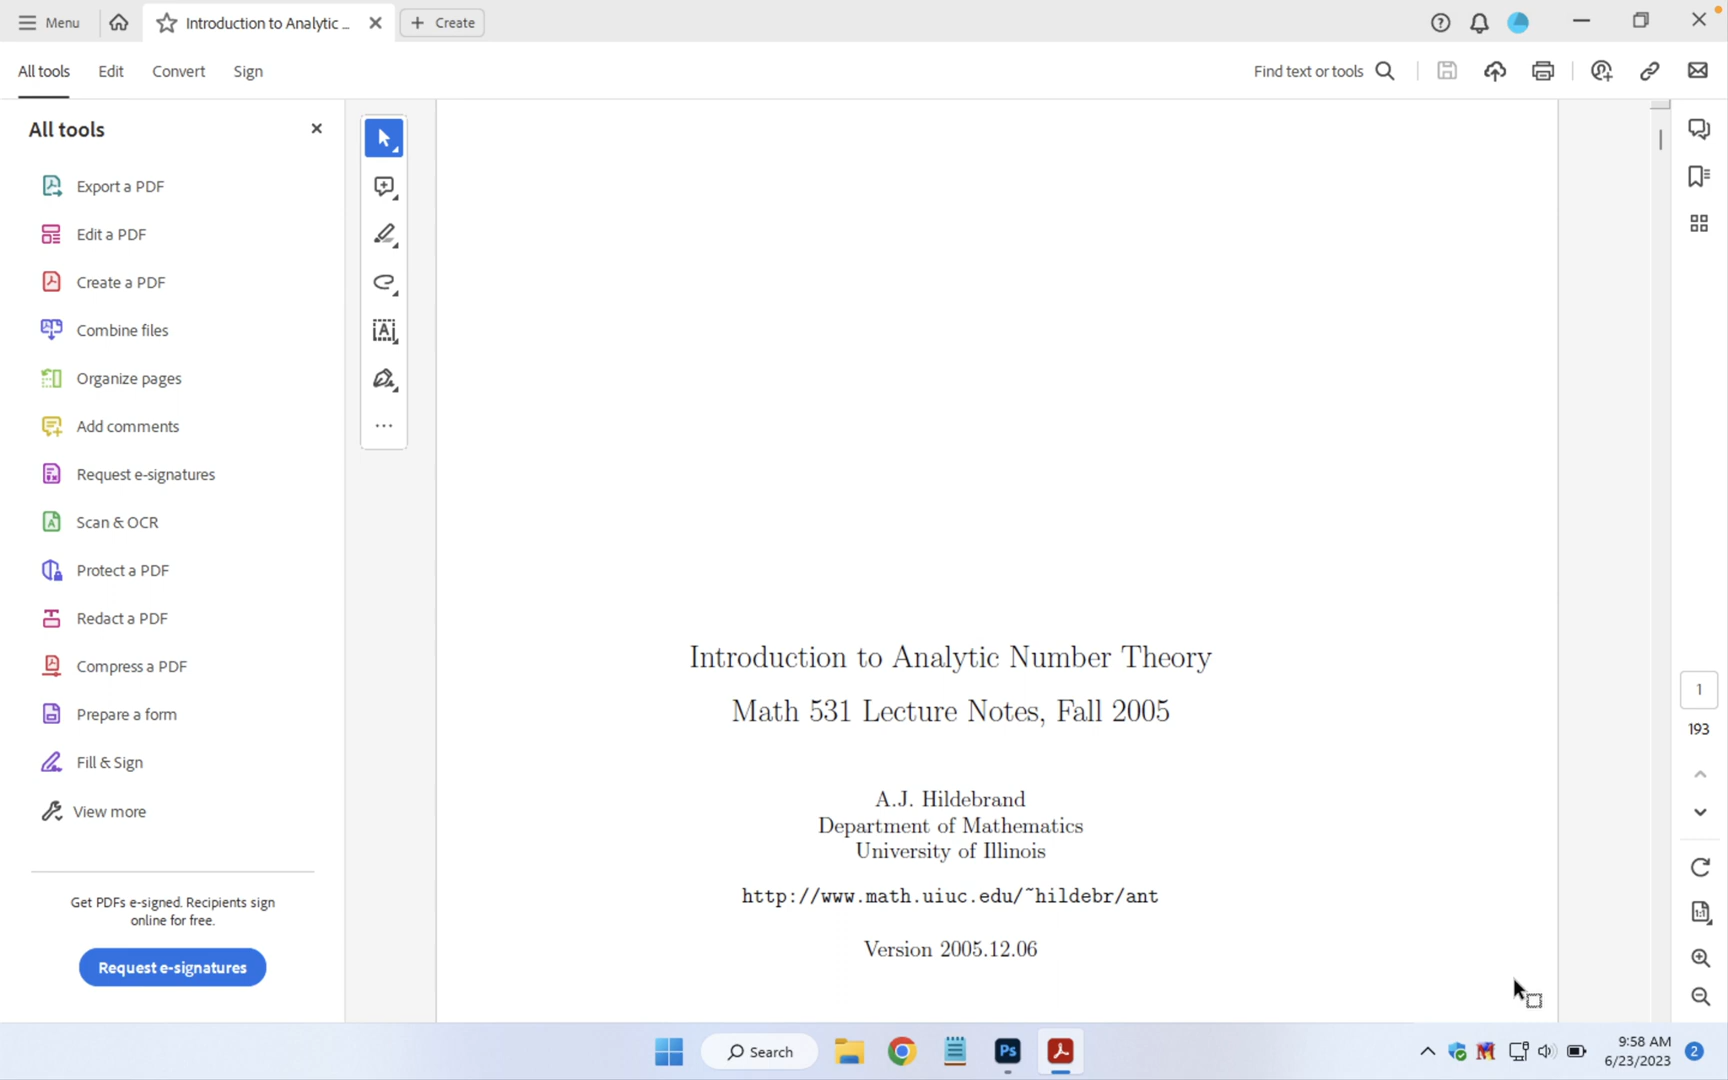 Menu
Introduction to Analytic ...
Create
All tools
Edit
Convert
Sign
Find text or tools
All tools
Export a PDF
Edit a PDF
Create a PDF
Combine files
Organize pages
Add comments
Request e-signatures
Scan & OCR
Protect a PDF
Redact a PDF
Compress a PDF
Prepare a form
Fill & Sign
View more
Get PDFs e-signed. Recipients sign
online for free.
Request e-signatures
Introduction to Analytic Number Theory
Math 531 Lecture Notes, Fall 2005
A.J. Hildebrand
Department of Mathematics
University of Illinois
http://www.math.uiuc.edu/~hildebr/ant
Version 2005.12.06
1
193
1:1
Search
Ps
9:58 AM
6/23/2023
2